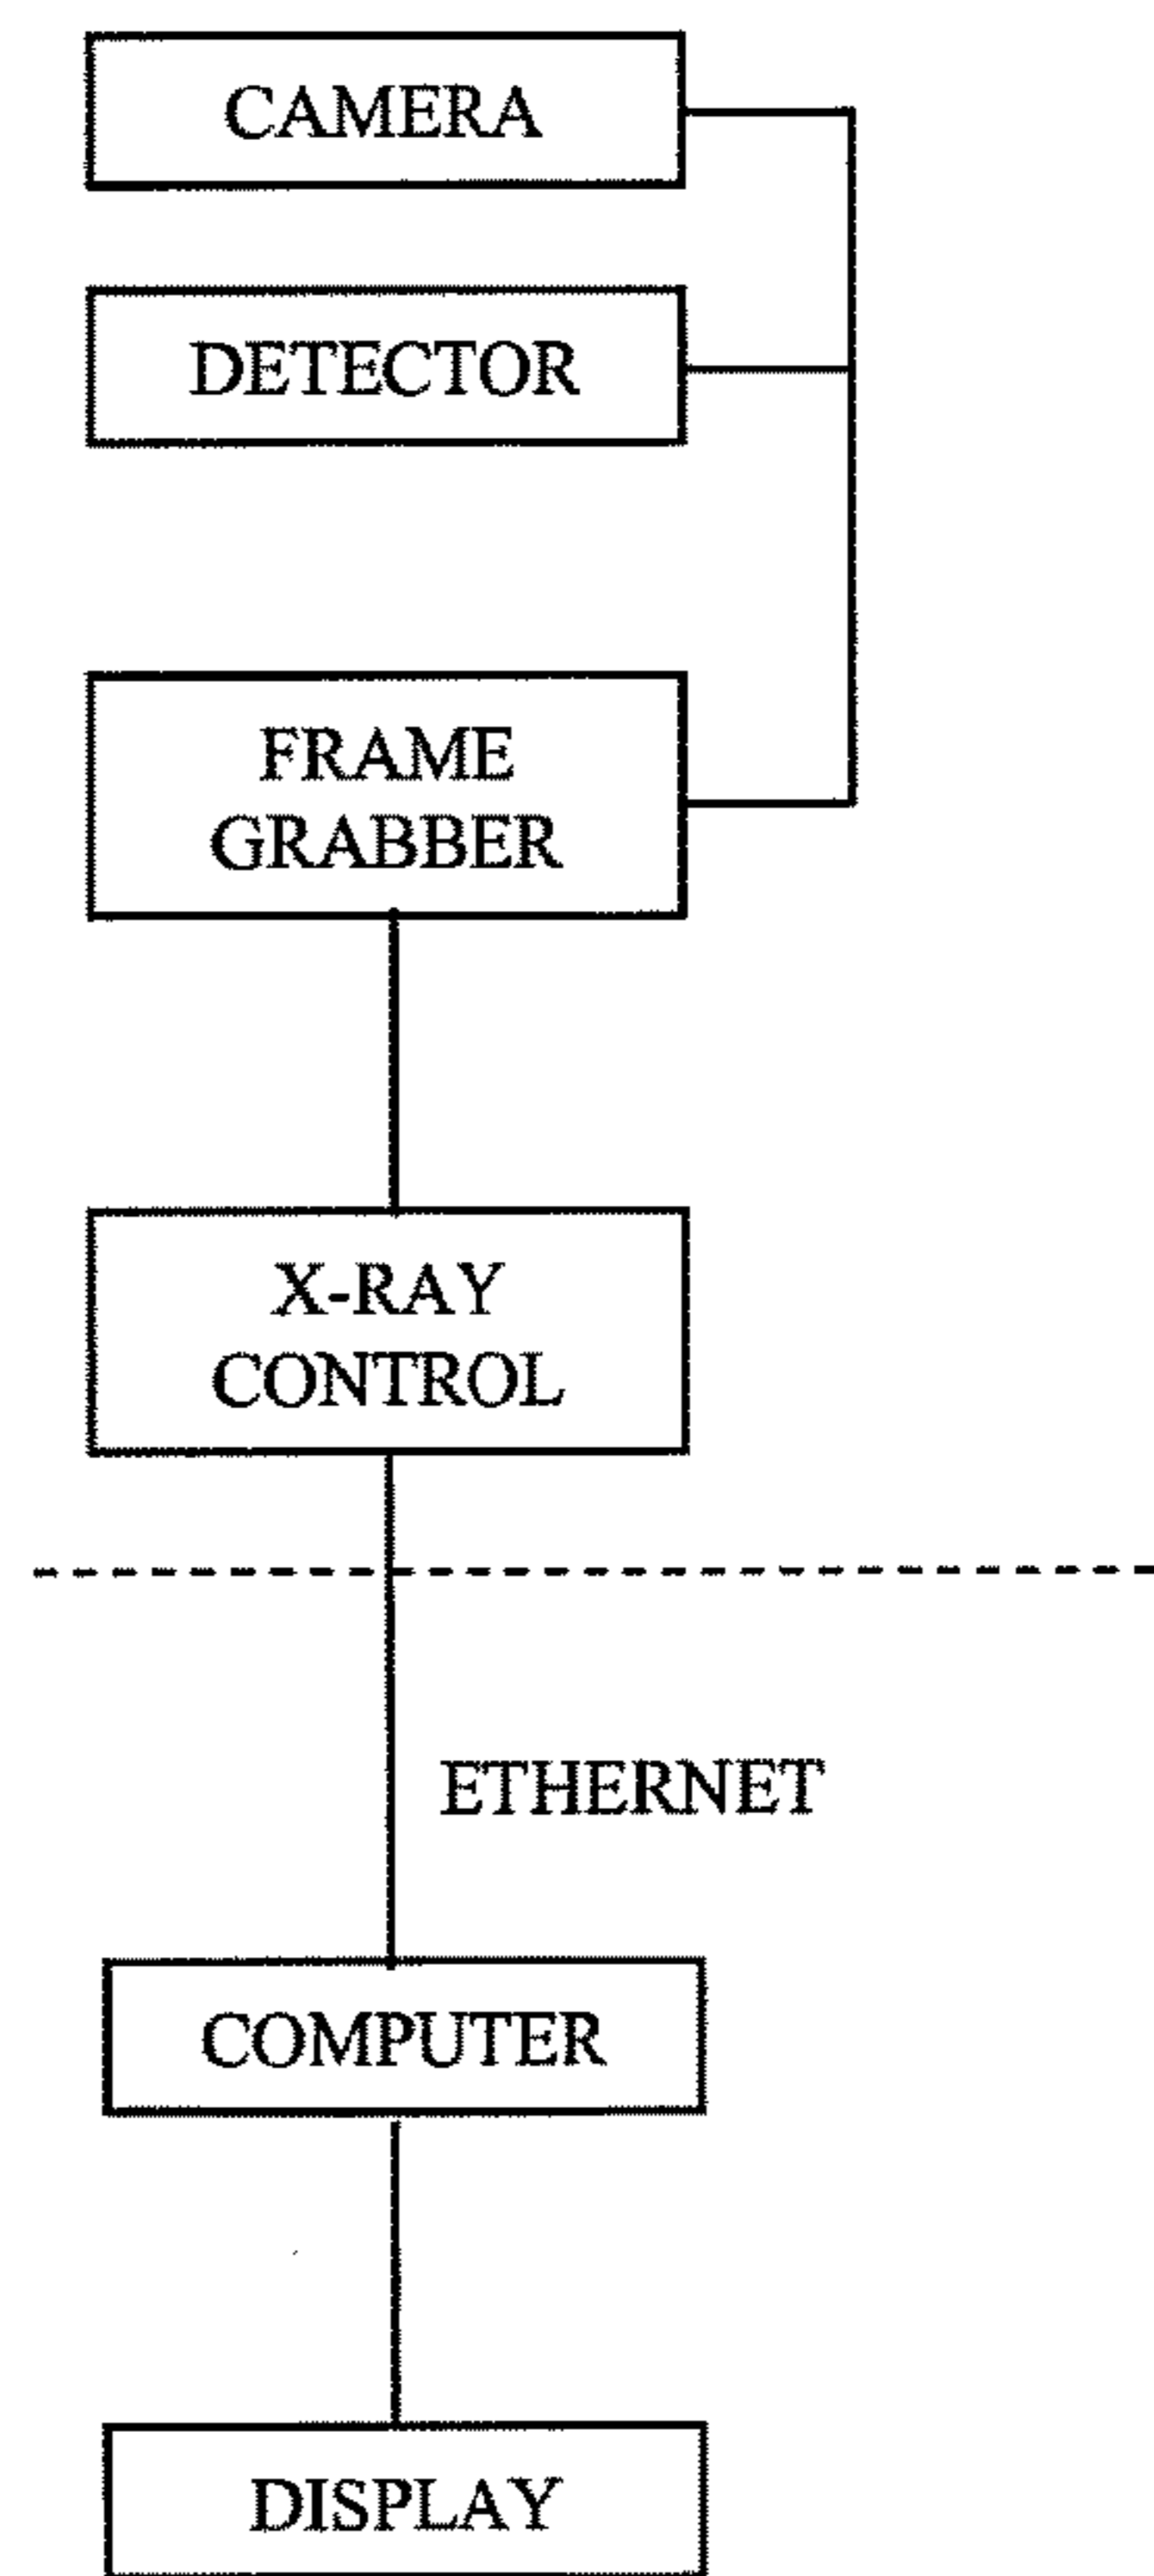 CAMERA
DETECTOR
FRAME
GRABBER
X-RAY
CONTROL
ETHERNET
COMPUTER
DISPLAY